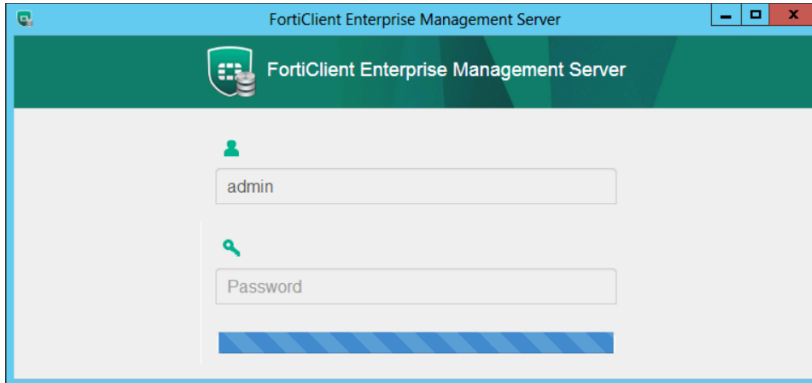 FortiClient Enterprise Management Server
FortiClient Enterprise Management Server
admin
Password